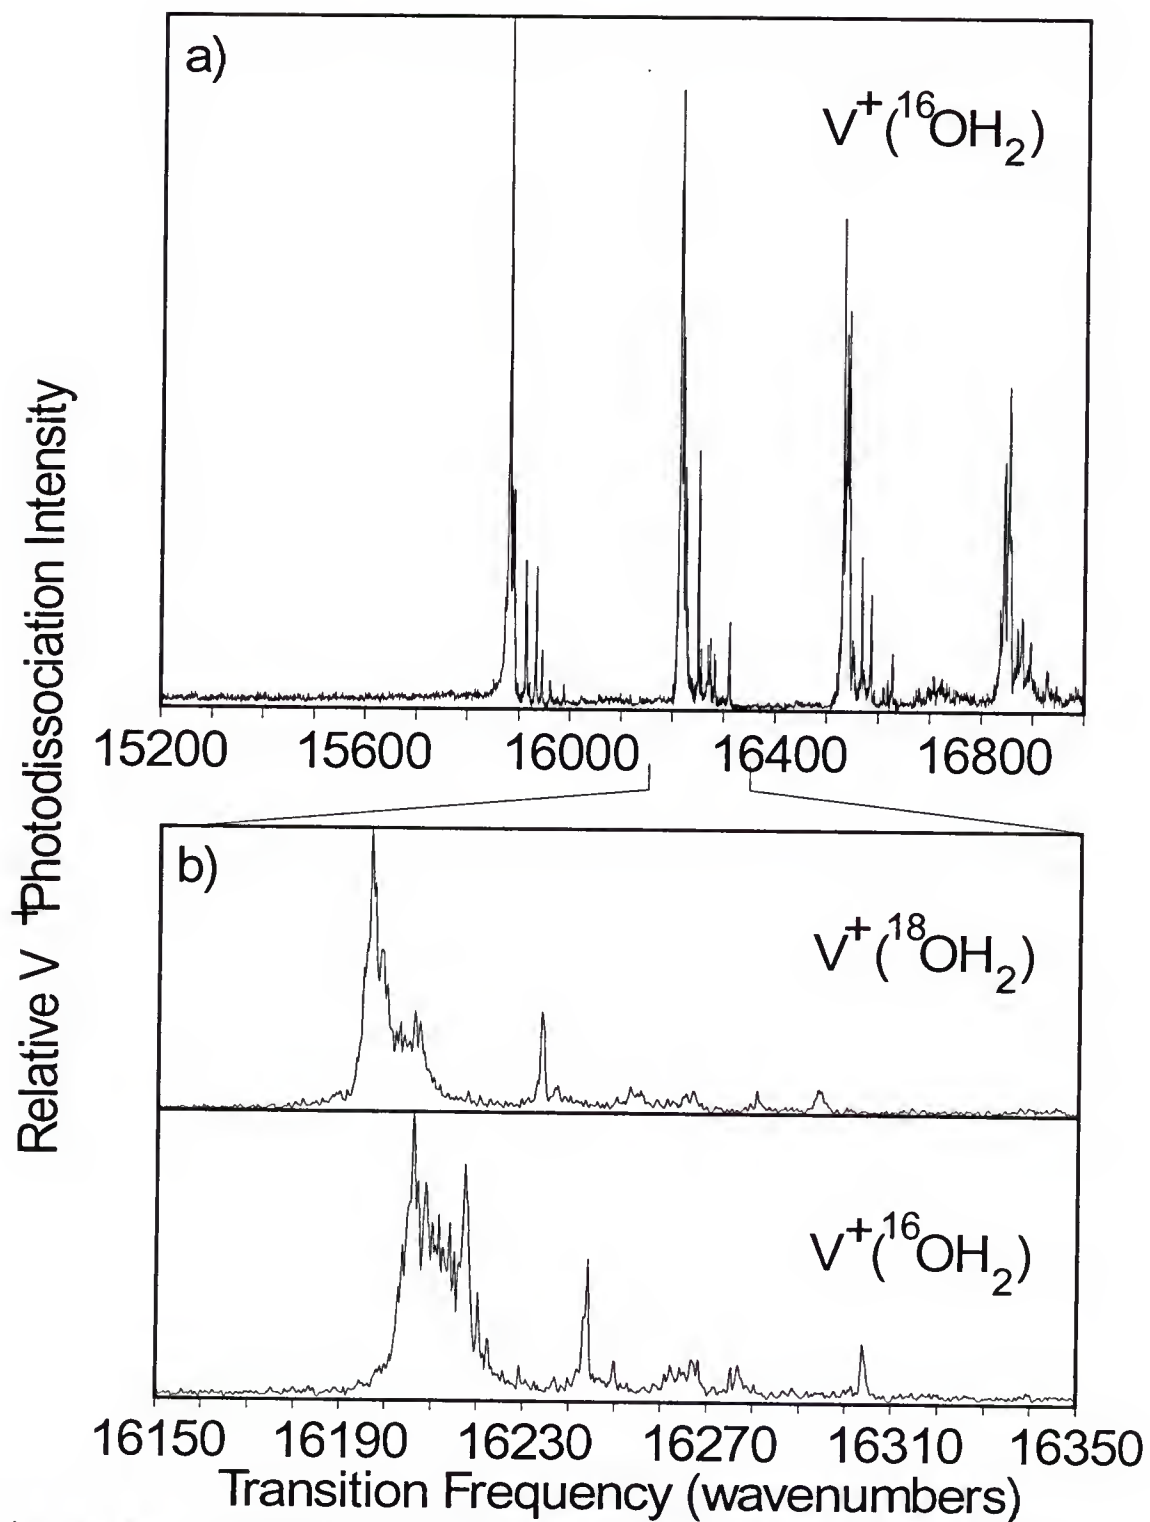 a)
V+(16OH2)
15200 15600 16000 16400 16800
b)
V+(18OH2)
V+(16OH2)
16150 16190 16230 16270 16310 16350
Transition Frequency (wavenumbers)
Relative V+ Photodissociation Intensity